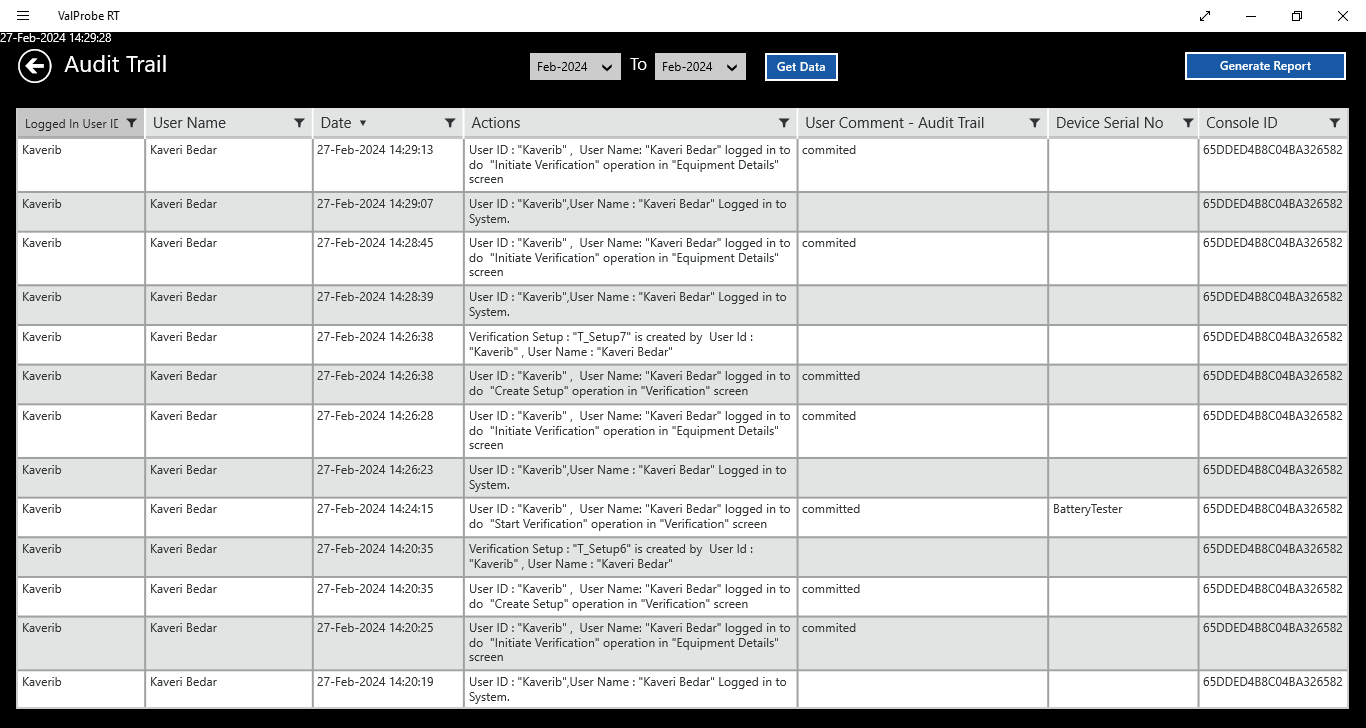 ValProbe RT
27-Feb-2024 14:29:28
Audit Trail
Feb-2024 To Feb-2024 Get Data Generate Report
Logged In User ID User Name Date Actions User Comment - Audit Trail Device Serial No Console ID
Kaverib Kaveri Bedar 27-Feb-2024 14:29:13 User ID : "Kaverib" ,  User Name: "Kaveri Bedar" logged in to commited 65DDED4B8C04BA326582
do  "Initiate Verification" operation in "Equipment Details"
screen
Kaverib Kaveri Bedar 27-Feb-2024 14:29:07 User ID : "Kaverib",User Name : "Kaveri Bedar" Logged in to 65DDED4B8C04BA326582
System.
Kaverib Kaveri Bedar 27-Feb-2024 14:28:45 User ID : "Kaverib" ,  User Name: "Kaveri Bedar" logged in to commited 65DDED4B8C04BA326582
do  "Initiate Verification" operation in "Equipment Details"
screen
Kaverib Kaveri Bedar 27-Feb-2024 14:28:39 User ID : "Kaverib",User Name : "Kaveri Bedar" Logged in to 65DDED4B8C04BA326582
System.
Kaverib Kaveri Bedar 27-Feb-2024 14:26:38 Verification Setup : "T_Setup7" is created by  User Id : 65DDED4B8C04BA326582
"Kaverib" , User Name : "Kaveri Bedar"
Kaverib Kaveri Bedar 27-Feb-2024 14:26:38 User ID : "Kaverib" ,  User Name: "Kaveri Bedar" logged in to committed 65DDED4B8C04BA326582
do  "Create Setup" operation in "Verification" screen
Kaverib Kaveri Bedar 27-Feb-2024 14:26:28 User ID : "Kaverib" ,  User Name: "Kaveri Bedar" logged in to commited 65DDED4B8C04BA326582
do  "Initiate Verification" operation in "Equipment Details"
screen
Kaverib Kaveri Bedar 27-Feb-2024 14:26:23 User ID : "Kaverib",User Name : "Kaveri Bedar" Logged in to 65DDED4B8C04BA326582
System.
Kaverib Kaveri Bedar 27-Feb-2024 14:24:15 User ID : "Kaverib" ,  User Name: "Kaveri Bedar" logged in to committed BatteryTester 65DDED4B8C04BA326582
do  "Start Verification" operation in "Verification" screen
Kaverib Kaveri Bedar 27-Feb-2024 14:20:35 Verification Setup : "T_Setup6" is created by  User Id : 65DDED4B8C04BA326582
"Kaverib" , User Name : "Kaveri Bedar"
Kaverib Kaveri Bedar 27-Feb-2024 14:20:35 User ID : "Kaverib" ,  User Name: "Kaveri Bedar" logged in to committed 65DDED4B8C04BA326582
do  "Create Setup" operation in "Verification" screen
Kaverib Kaveri Bedar 27-Feb-2024 14:20:25 User ID : "Kaverib" ,  User Name: "Kaveri Bedar" logged in to commited 65DDED4B8C04BA326582
do  "Initiate Verification" operation in "Equipment Details"
screen
Kaverib Kaveri Bedar 27-Feb-2024 14:20:19 User ID : "Kaverib",User Name : "Kaveri Bedar" Logged in to 65DDED4B8C04BA326582
System.